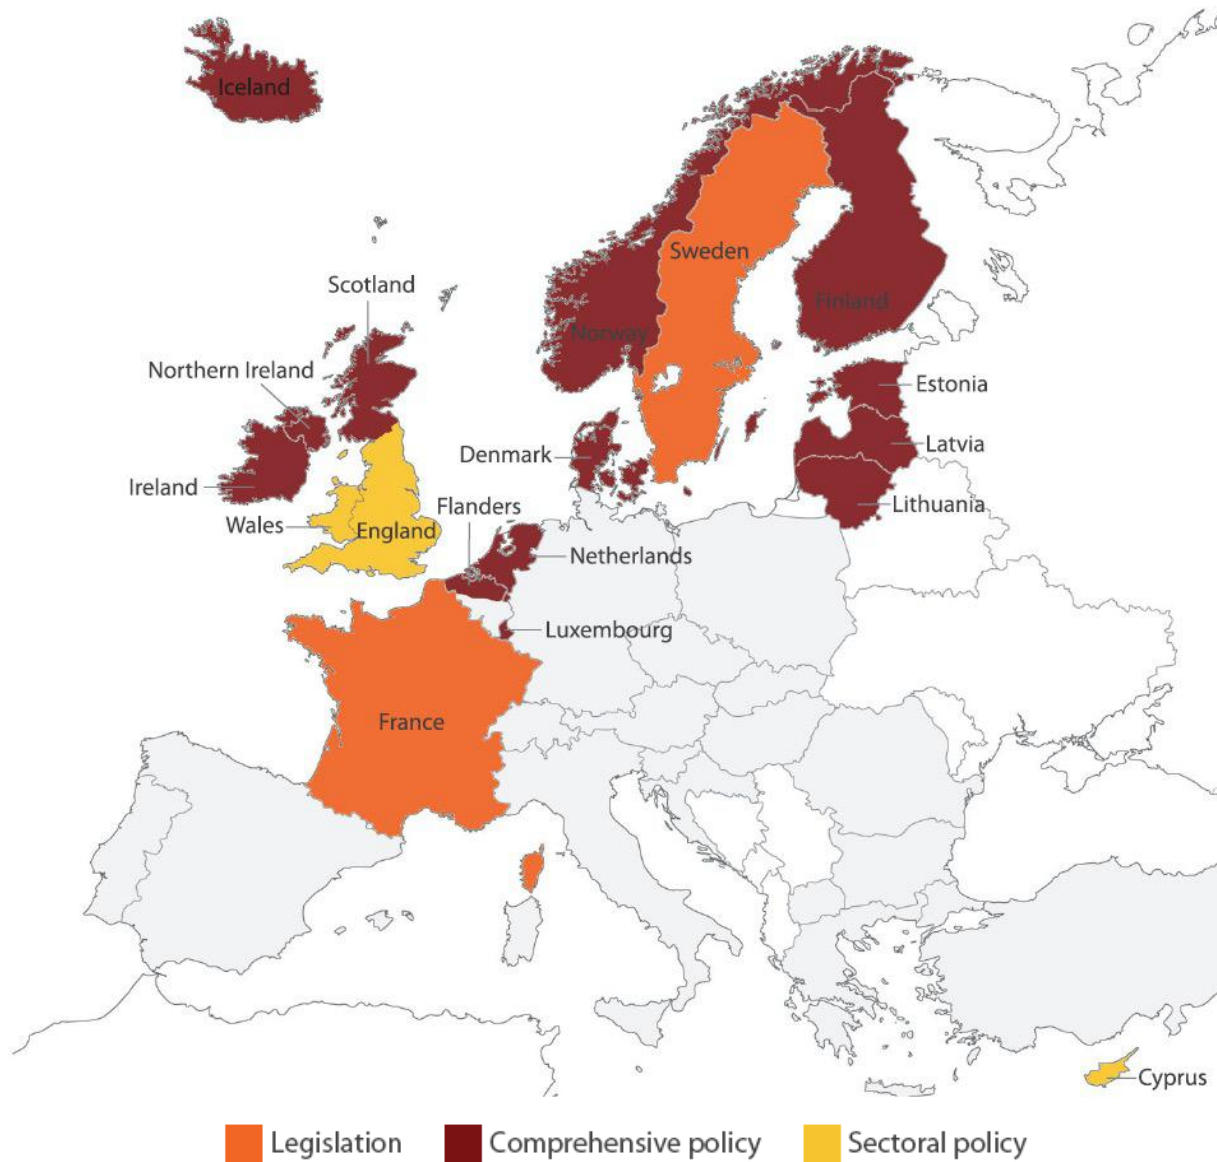 Iceland
Sweden
Scotland
Finland
Norway
Northern Ireland
Estonia
Latvia
Denmark
Ireland
Flanders
Lithuania
Wales
England
Netherlands
Luxembourg
France
Cyprus
Legislation
Comprehensive policy
Sectoral policy